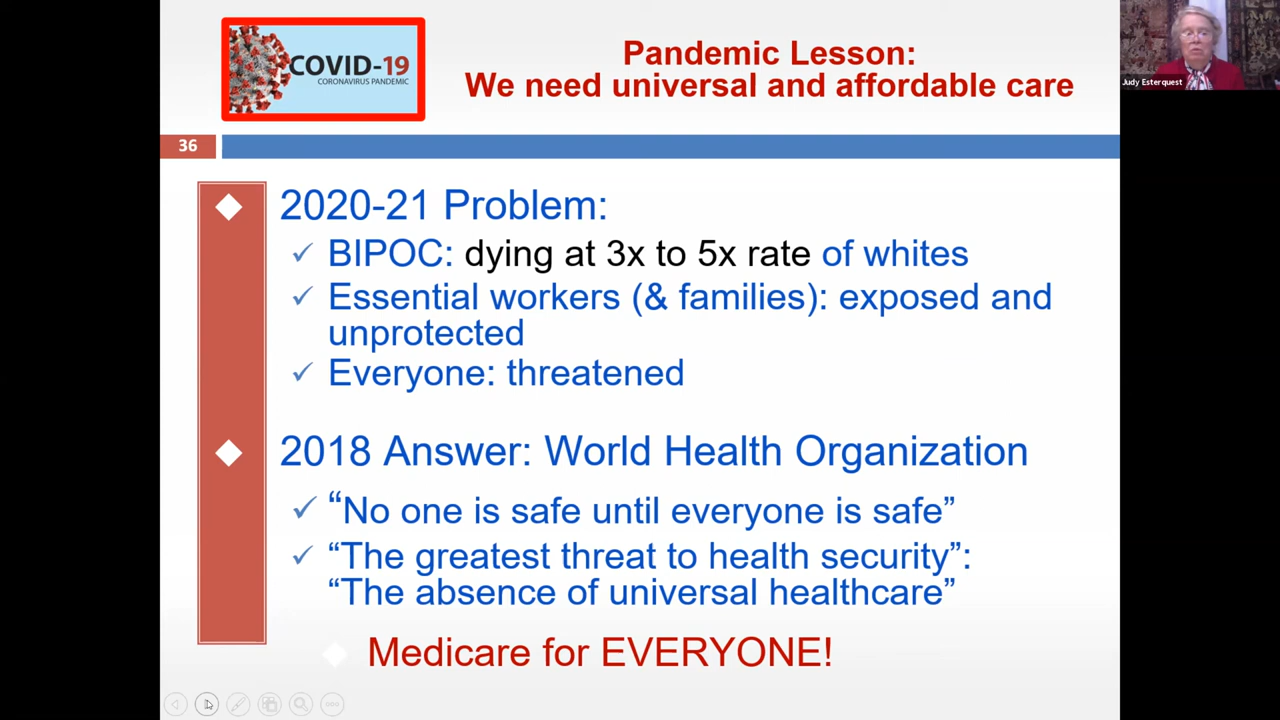 COVID-19
CORONAVIRUS PANDEMIC
Pandemic Lesson:
We need universal and affordable care
Judy Esterquest
36
2020-21 Problem:
BIPOC: dying at 3x to 5x rate of whites
Essential workers (& families): exposed and
unprotected
Everyone: threatened
2018 Answer: World Health Organization
“No one is safe until everyone is safe”
“The greatest threat to health security”:
“The absence of universal healthcare”
Medicare for EVERYONE!